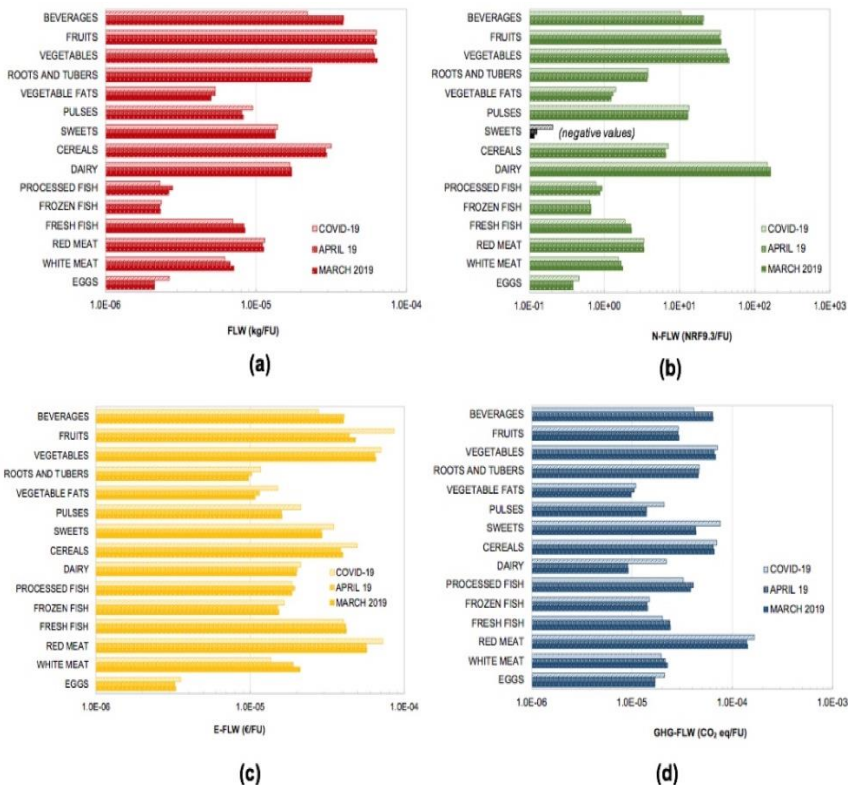 BEVERAGES
FRUITS
VEGETABLES
ROOTS AND TUBERS
VEGETABLE FATS
PULSES
SWEETS
CEREALS
DAIRY
PROCESSED FISH
FROZEN FISH
FRESH FISH
RED MEAT
WHITE MEAT
EGGS
COVID-19
APRIL 19
MARCH 2019
1.0E-06 1.0E-05 1.0E-04
FLW (kg/FU)
(a)
BEVERAGES
FRUITS
VEGETABLES
ROOTS AND TUBERS
VEGETABLE FATS
PULSES
SWEETS
(negative values)
CEREALS
DAIRY
PROCESSED FISH
FROZEN FISH
FRESH FISH
RED MEAT
WHITE MEAT
EGGS
COVID-19
APRIL 19
MARCH 2019
1.0E-01 1.0E+00 1.0E+01 1.0E+02 1.0E+03
N-FLW (NRF9.3/FU)
(b)
BEVERAGES
FRUITS
VEGETABLES
ROOTS AND TUBERS
VEGETABLE FATS
PULSES
SWEETS
CEREALS
DAIRY
PROCESSED FISH
FROZEN FISH
FRESH FISH
RED MEAT
WHITE MEAT
EGGS
COVID-19
APRIL 19
MARCH 2019
1.0E-06 1.0E-05 1.0E-04
E-FLW (€/FU)
(c)
BEVERAGES
FRUITS
VEGETABLES
ROOTS AND TUBERS
VEGETABLE FATS
PULSES
SWEETS
CEREALS
DAIRY
PROCESSED FISH
FROZEN FISH
FRESH FISH
RED MEAT
WHITE MEAT
EGGS
COVID-19
APRIL 19
MARCH 2019
1.0E-06 1.0E-05 1.0E-04 1.0E-03
GHG-FLW (CO₂ eq/FU)
(d)